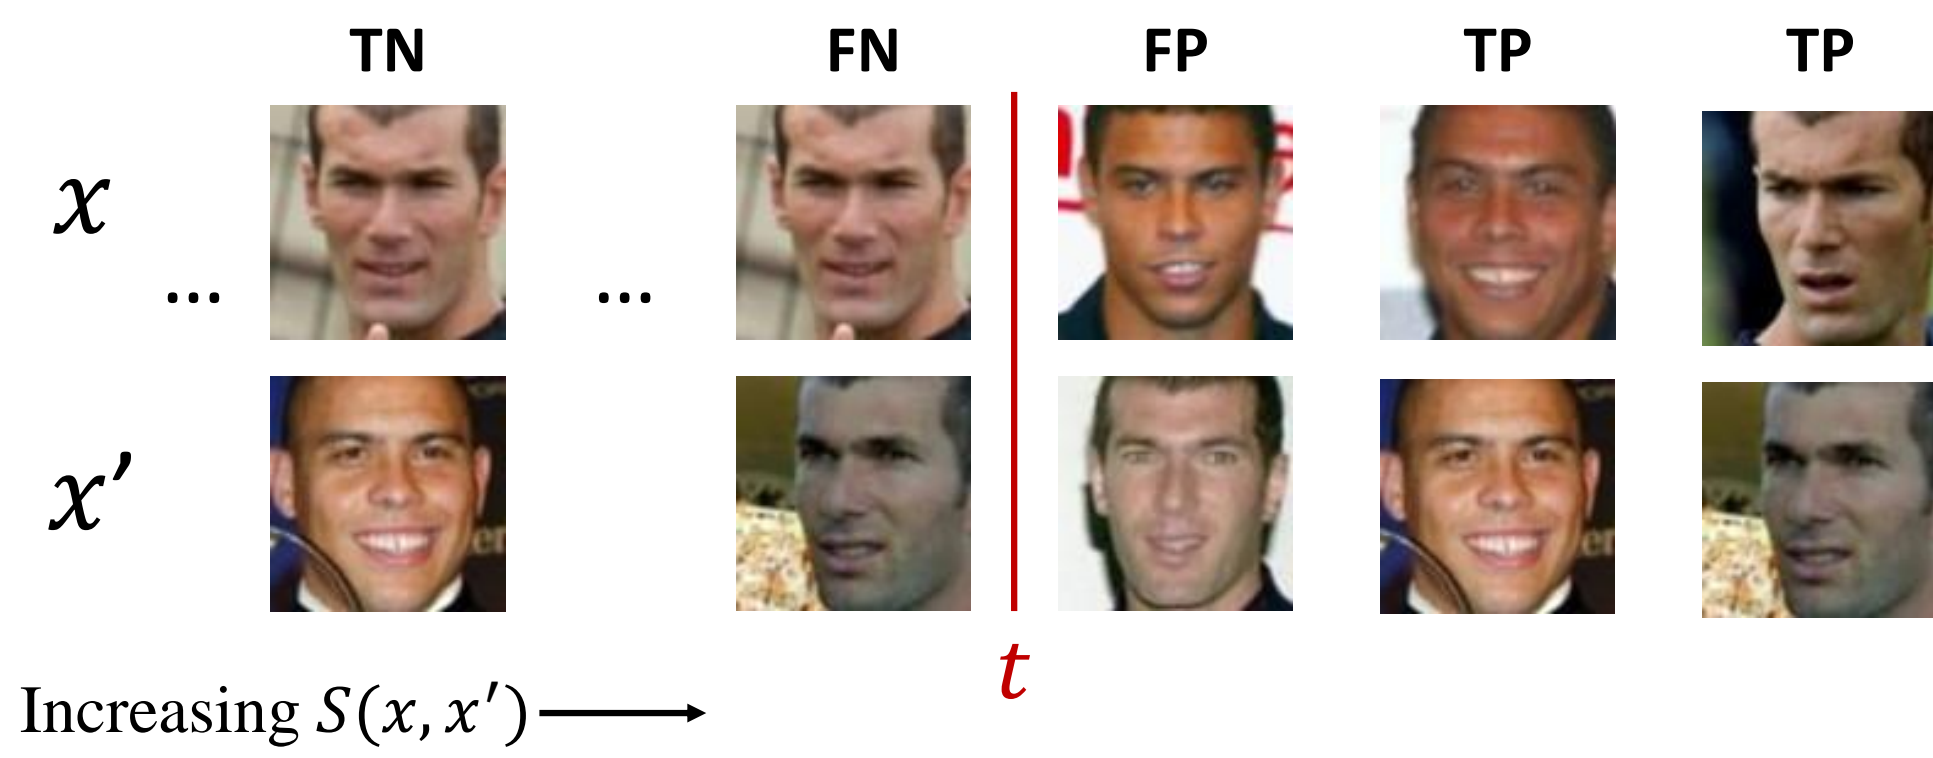 TN FN FP TP TP
x
... ...
x′
t
Increasing S(x, x′)